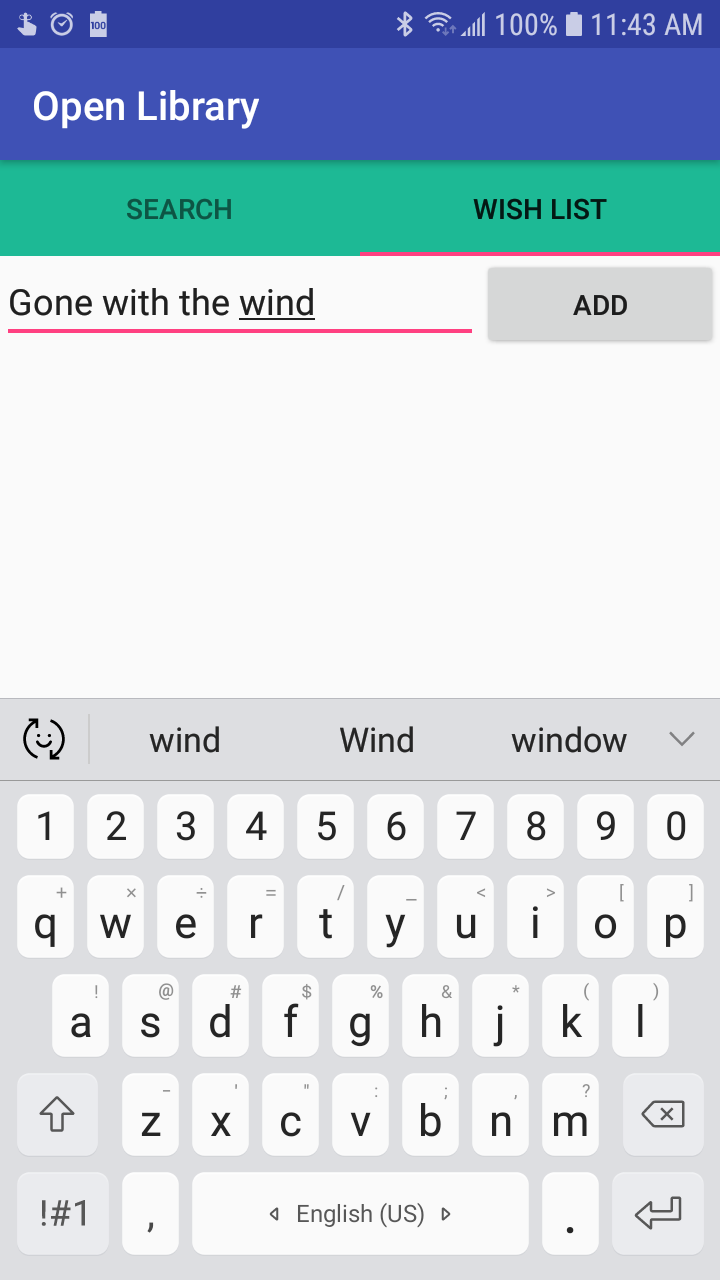 100 100% 11:43 AM
Open Library
SEARCH WISH LIST
Gone with the wind ADD
wind Wind window
1 2 3 4 5 6 7 8 9 0
+ × ÷ = / _ < > [ ]
q w e r t y u i o p
! @ # $ % & * ( )
a s d f g h j k l
- ' " : ; , ?
z x c v b n m
!#1 , English (US) .